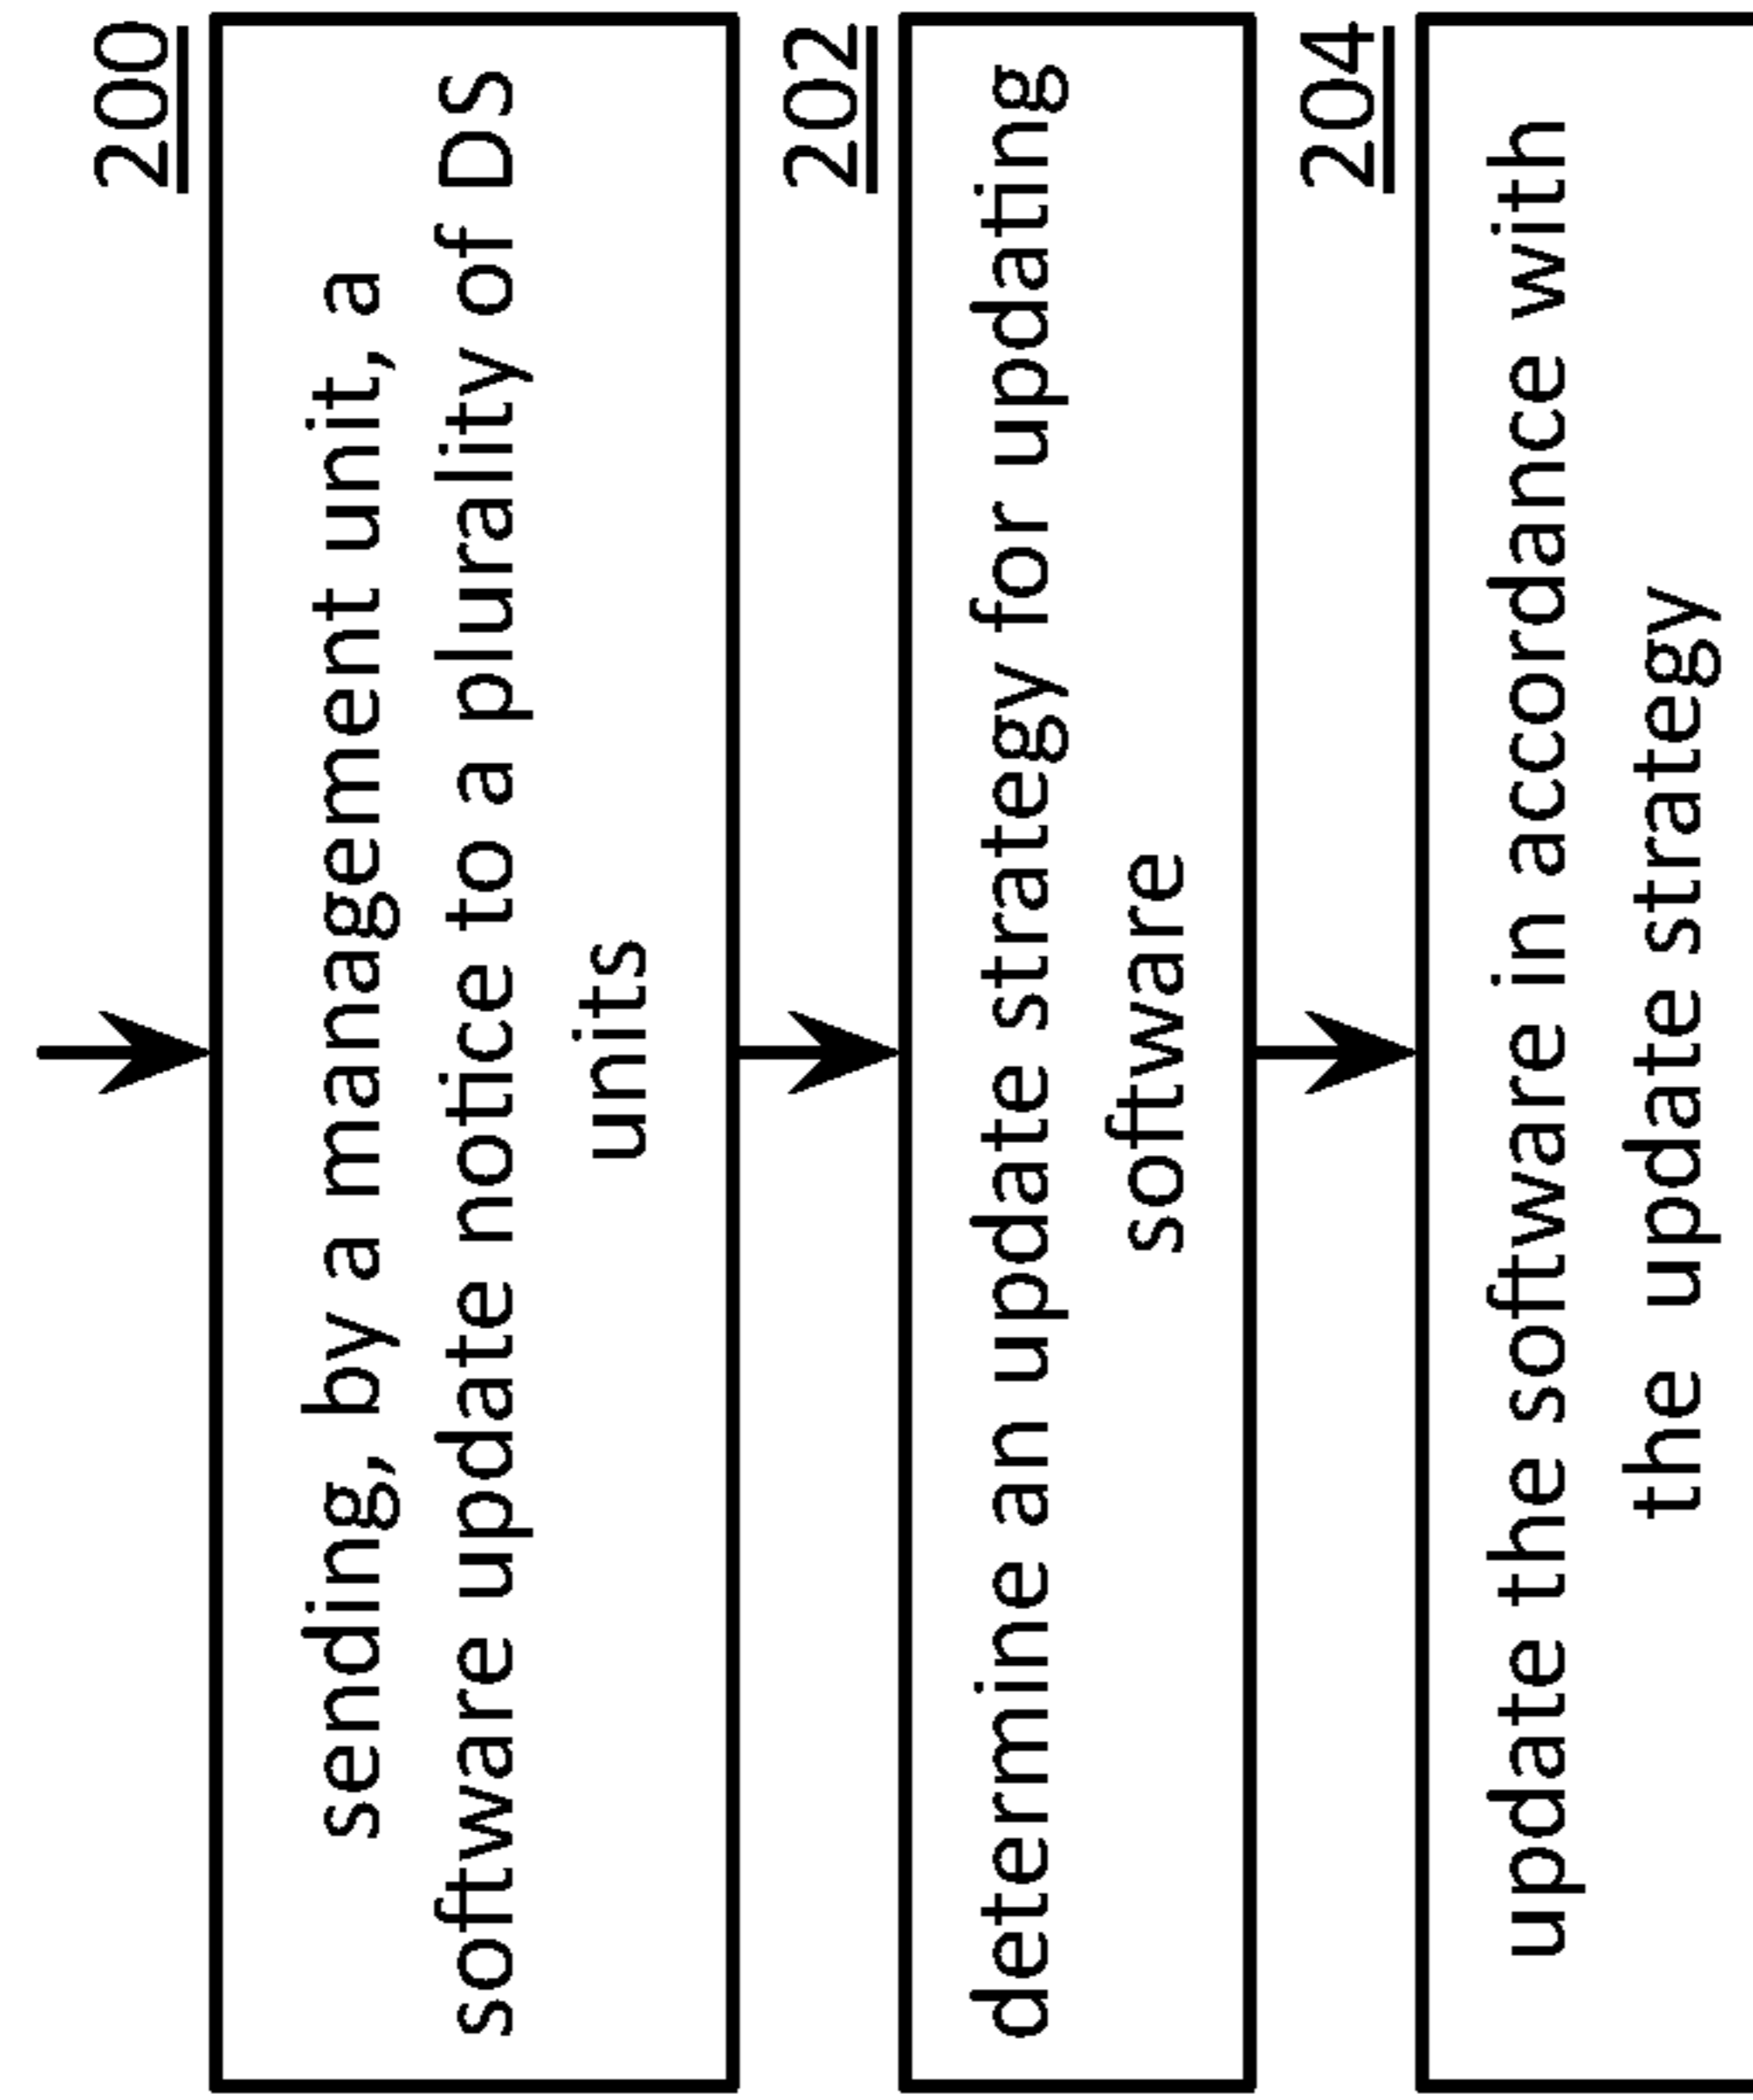 200
sending, by a management unit, a
software update notice to a plurality of DS
units
202
determine an update strategy for updating
software
204
update the software in accordance with
the  update strategy